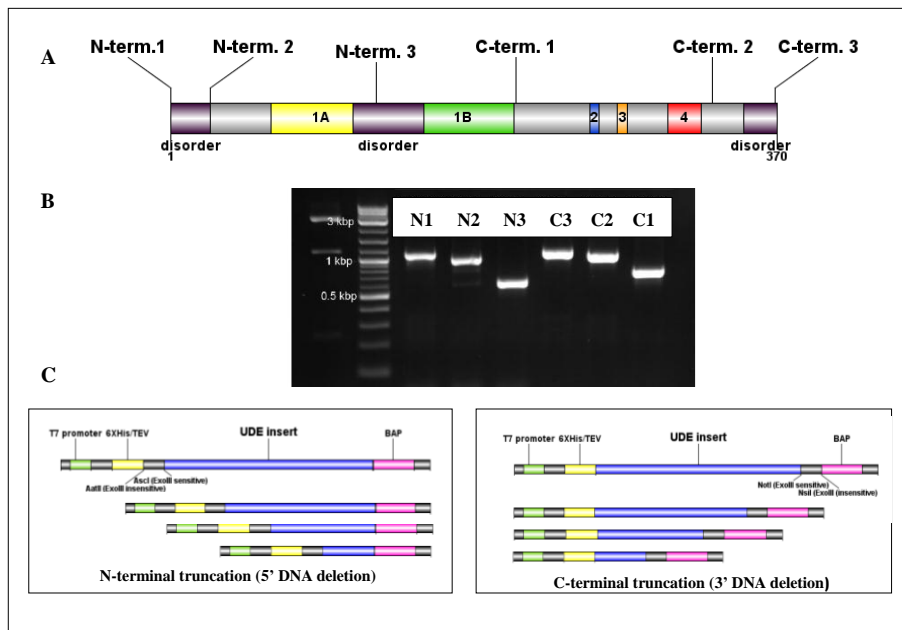 A
N-term.1 N-term. 2 N-term. 3 C-term. 1 C-term. 2 C-term. 3
1A 1B 2 3 4
disorder disorder disorder
1 370
B
N1 N2 N3 C3 C2 C1
3 kbp
1 kbp
0.5 kbp
C
T7 promoter 6XHis/TEV UDE insert BAP
AscI (ExoIII sensitive)
AatII (ExoIII insensitive)
N-terminal truncation (5' DNA deletion)
T7 promoter 6XHis/TEV UDE insert BAP
NotI (ExoIII sensitive)
NsiI (ExoIII (insensitive)
C-terminal truncation (3' DNA deletion)